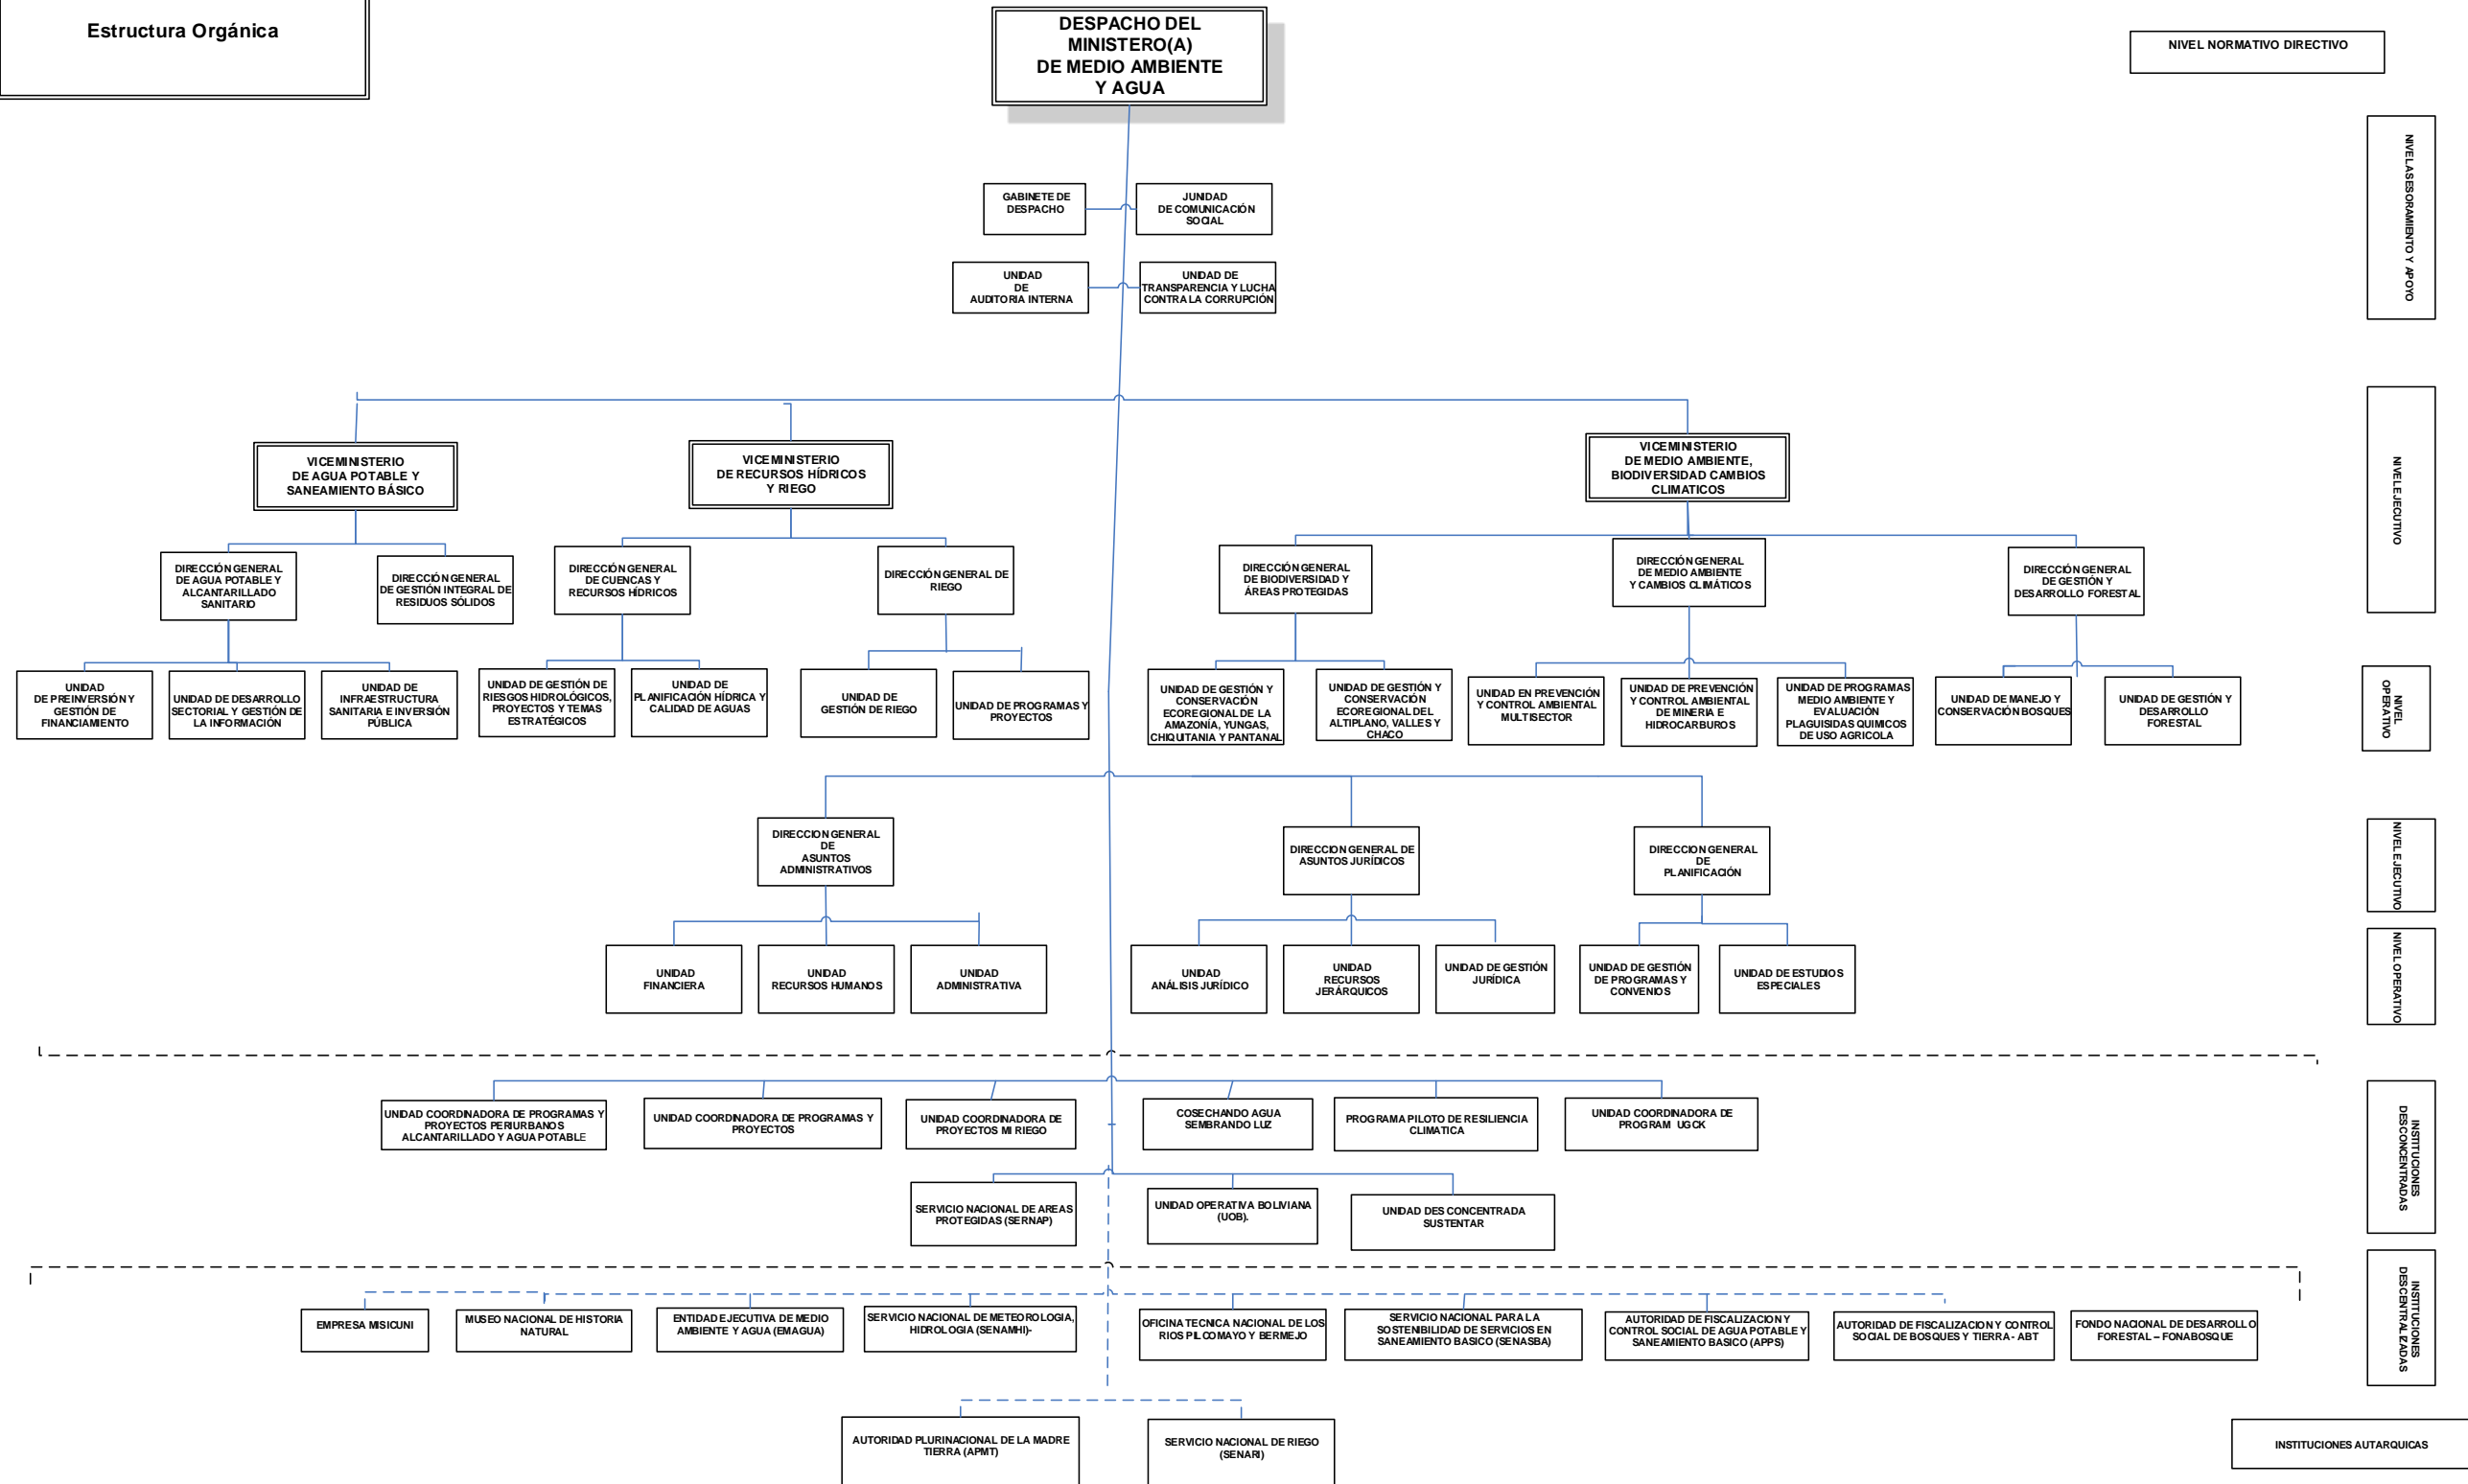 Estructura Orgánica
DESPACHO DEL
MINISTERO(A)
DE MEDIO AMBIENTE
Y AGUA
NIVEL NORMATIVO DIRECTIVO
NIVEL ASESORAMIENTO Y APOYO
GABINETE DE
DESPACHO
JUNIDAD
DE COMUNICACIÓN
SOCIAL
UNIDAD
DE
AUDITORIA INTERNA
UNIDAD DE
TRANSPARENCIA Y LUCHA
CONTRA LA CORRUPCIÓN
NIVEL EJECUTIVO
VICEMINISTERIO
DE AGUA POTABLE Y
SANEAMIENTO BÁSICO
VICEMINISTERIO
DE RECURSOS HÍDRICOS
Y RIEGO
VICEMINISTERIO
DE MEDIO AMBIENTE,
BIODIVERSIDAD CAMBIOS
CLIMATICOS
DIRECCIÓN GENERAL
DE AGUA POTABLE Y
ALCANTARILLADO
SANITARIO
DIRECCIÓN GENERAL
DE GESTIÓN INTEGRAL DE
RESIDUOS SÓLIDOS
DIRECCIÓN GENERAL
DE CUENCAS Y
RECURSOS HÍDRICOS
DIRECCIÓN GENERAL DE
RIEGO
DIRECCIÓN GENERAL
DE BIODIVERSIDAD Y
ÁREAS PROTEGIDAS
DIRECCIÓN GENERAL
DE MEDIO AMBIENTE
Y CAMBIOS CLIMÁTICOS
DIRECCIÓN GENERAL
DE GESTIÓN Y
DESARROLLO FORESTAL
UNIDAD
DE PREINVERSIÓN Y
GESTIÓN DE
FINANCIAMIENTO
UNIDAD DE DESARROLLO
SECTORIAL Y GESTIÓN DE
LA INFORMACIÓN
UNIDAD DE
INFRAESTRUCTURA
SANITARIA E INVERSIÓN
PÚBLICA
UNIDAD DE GESTIÓN DE
RIESGOS HIDROLÓGICOS,
PROYECTOS Y TEMAS
ESTRATÉGICOS
UNIDAD DE
PLANIFICACIÓN HÍDRICA Y
CALIDAD DE AGUAS
UNIDAD DE
GESTIÓN DE RIEGO
UNIDAD DE PROGRAMAS Y
PROYECTOS
UNIDAD DE GESTIÓN Y
CONSERVACIÓN
ECOREGIONAL DE LA
AMAZONÍA, YUNGAS,
CHIQUITANIA Y PANTANAL
UNIDAD DE GESTIÓN Y
CONSERVACIÓN
ECOREGIONAL DEL
ALTIPLANO, VALLES Y
CHACO
UNIDAD EN PREVENCIÓN
Y CONTROL AMBIENTAL
MULTISECTOR
UNIDAD DE PREVENCIÓN
Y CONTROL AMBIENTAL
DE MINERIA E
HIDROCARBUROS
UNIDAD DE PROGRAMAS
MEDIO AMBIENTE Y
EVALUACIÓN
PLAGUISIDAS QUIMICOS
DE USO AGRICOLA
UNIDAD DE MANEJO Y
CONSERVACIÓN BOSQUES
UNIDAD DE GESTIÓN Y
DESARROLLO
FORESTAL
NIVEL
OPERATIVO
DIRECCION GENERAL
DE
ASUNTOS
ADMINISTRATIVOS
DIRECCION GENERAL DE
ASUNTOS JURÍDICOS
DIRECCION GENERAL
DE
PLANIFICACIÓN
NIVEL EJECUTIVO
UNIDAD
FINANCIERA
UNIDAD
RECURSOS HUMANOS
UNIDAD
ADMINISTRATIVA
UNIDAD
ANÁLISIS JURÍDICO
UNIDAD
RECURSOS
JERÁRQUICOS
UNIDAD DE GESTIÓN
JURÍDICA
UNIDAD DE GESTIÓN
DE PROGRAMAS Y
CONVENIOS
UNIDAD DE ESTUDIOS
ESPECIALES
NIVEL OPERATIVO
UNIDAD COORDINADORA DE PROGRAMAS Y
PROYECTOS PERIURBANOS
ALCANTARILLADO Y AGUA POTABLE
UNIDAD COORDINADORA DE PROGRAMAS Y
PROYECTOS
UNIDAD COORDINADORA DE
PROYECTOS MI RIEGO
COSECHANDO AGUA
SEMBRANDO LUZ
PROGRAMA PILOTO DE RESILIENCIA
CLIMATICA
UNIDAD COORDINADORA DE
PROGRAM UGCK
INSTITUCIONES
DESCONCENTRADAS
SERVICIO NACIONAL DE AREAS
PROTEGIDAS (SERNAP)
UNIDAD OPERATIVA BOLIVIANA
(UOB).
UNIDAD DES CONCENTRADA
SUSTENTAR
EMPRESA MISICUNI
MUSEO NACIONAL DE HISTORIA
NATURAL
ENTIDAD EJECUTIVA DE MEDIO
AMBIENTE Y AGUA (EMAGUA)
SERVICIO NACIONAL DE METEOROLOGIA,
HIDROLOGIA (SENAMHI)-
OFICINA TECNICA NACIONAL DE LOS
RIOS PILCOMAYO Y BERMEJO
SERVICIO NACIONAL PARA LA
SOSTENIBILIDAD DE SERVICIOS EN
SANEAMIENTO BASICO (SENASBA)
AUTORIDAD DE FISCALIZACION Y
CONTROL SOCIAL DE AGUA POTABLE Y
SANEAMIENTO BASICO (APPS)
AUTORIDAD DE FISCALIZACION Y CONTROL
SOCIAL DE BOSQUES Y TIERRA - ABT
FONDO NACIONAL DE DESARROLLO
FORESTAL – FONABOSQUE
INSTITUCIONES
DESCENTRALIZADAS
AUTORIDAD PLURINACIONAL DE LA MADRE
TIERRA (APMT)
SERVICIO NACIONAL DE RIEGO
(SENARI)
INSTITUCIONES AUTARQUICAS